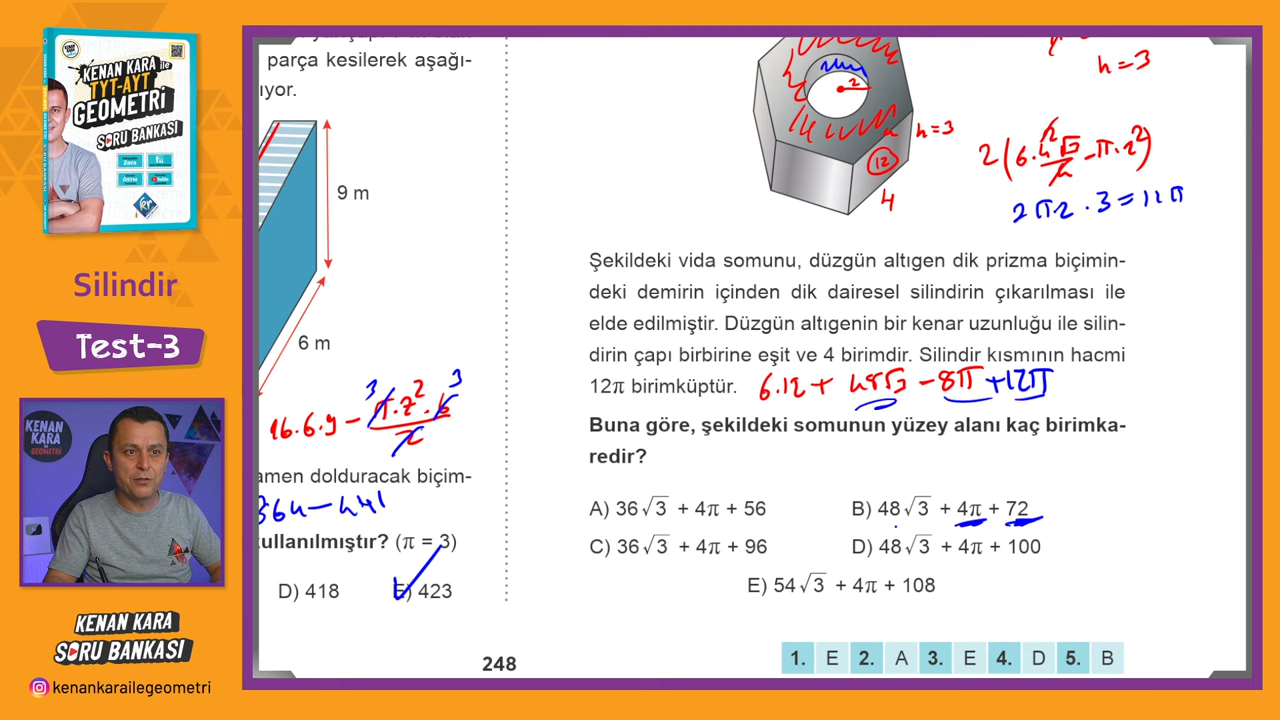 KENAN KARA ile
TYT-AYT
GEOMETRİ
SORU BANKASI
Silindir
Test-3
KENAN
KARA
GEOMETRİ
KENAN KARA
SORU BANKASI
kenankarailegeometri
parça kesilerek aşağı-
ıyor.
9 m
6 m
16.6.9 - π.2².6/2
3 3
amen dolduracak biçim-
864 - 441
kullanılmıştır? (π = 3)
D) 418 E) 423
248
h=3
2
h=3
12
4
2(6.4²√3/4 - π.2²)
2π2.3=12π
Şekildeki vida somunu, düzgün altıgen dik prizma biçimin-
deki demirin içinden dik dairesel silindirin çıkarılması ile
elde edilmiştir. Düzgün altıgenin bir kenar uzunluğu ile silin-
dirin çapı birbirine eşit ve 4 birimdir. Silindir kısmının hacmi
12π birimküptür. 6.12+ 48√3 -8π +12π
Buna göre, şekildeki somunun yüzey alanı kaç birimka-
redir?
A) 36√3 + 4π + 56 B) 48√3 + 4π + 72
C) 36√3 + 4π + 96 D) 48√3 + 4π + 100
E) 54√3 + 4π + 108
1. E 2. A 3. E 4. D 5. B